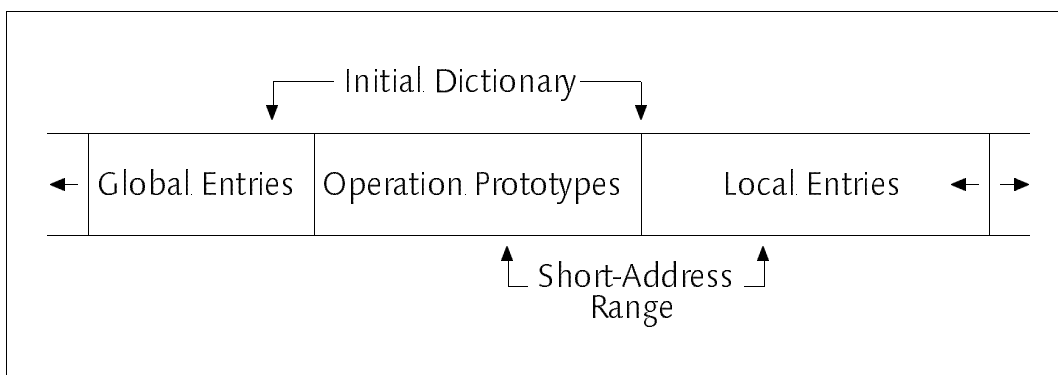 Initial Dictionary
Global Entries
Operation Prototypes
Local Entries
Short-Address
Range